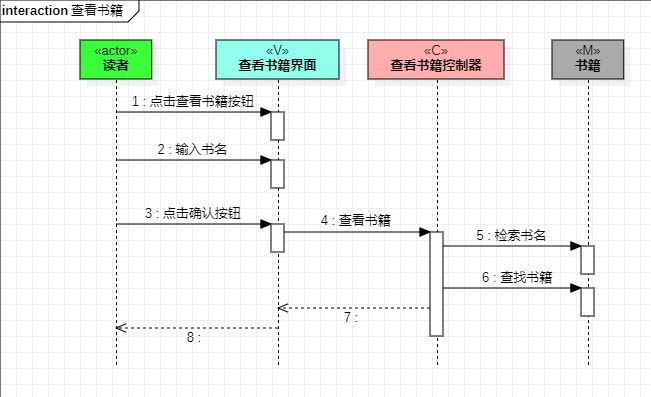 interaction 查看书籍
«actor»
读者
«V»
查看书籍界面
«C»
查看书籍控制器
«M»
书籍
1 : 点击查看书籍按钮
2 : 输入书名
3 : 点击确认按钮
4 : 查看书籍
5 : 检索书名
6 : 查找书籍
7 :
8 :